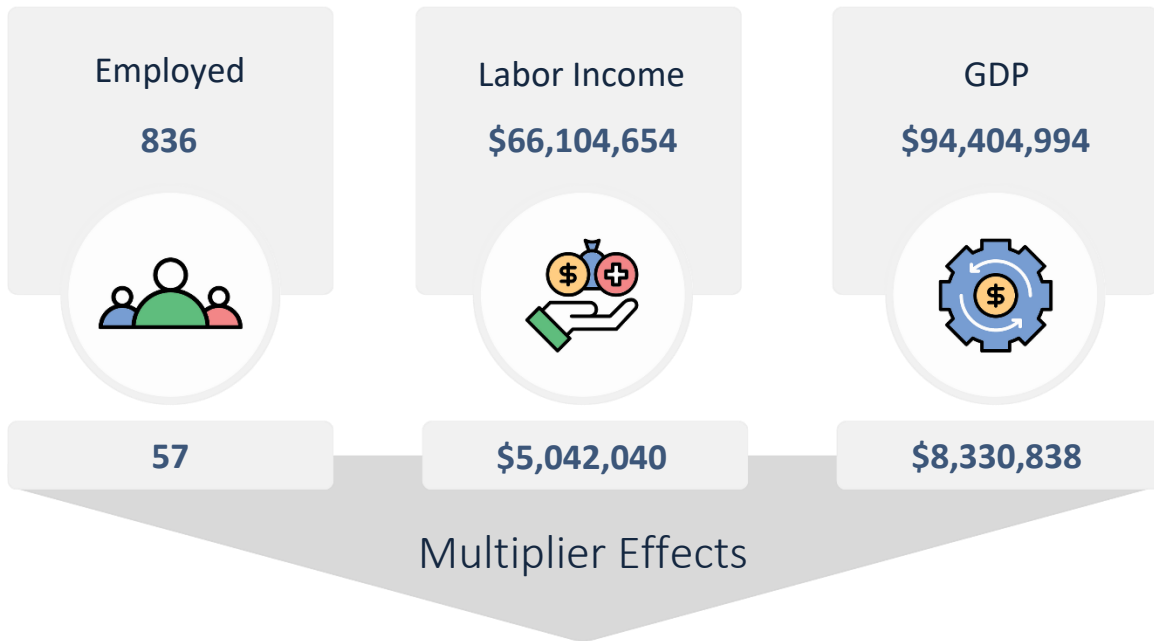 Employed
836
Labor Income
$66,104,654
GDP
$94,404,994
$
$
57
$5,042,040
$8,330,838
Multiplier Effects